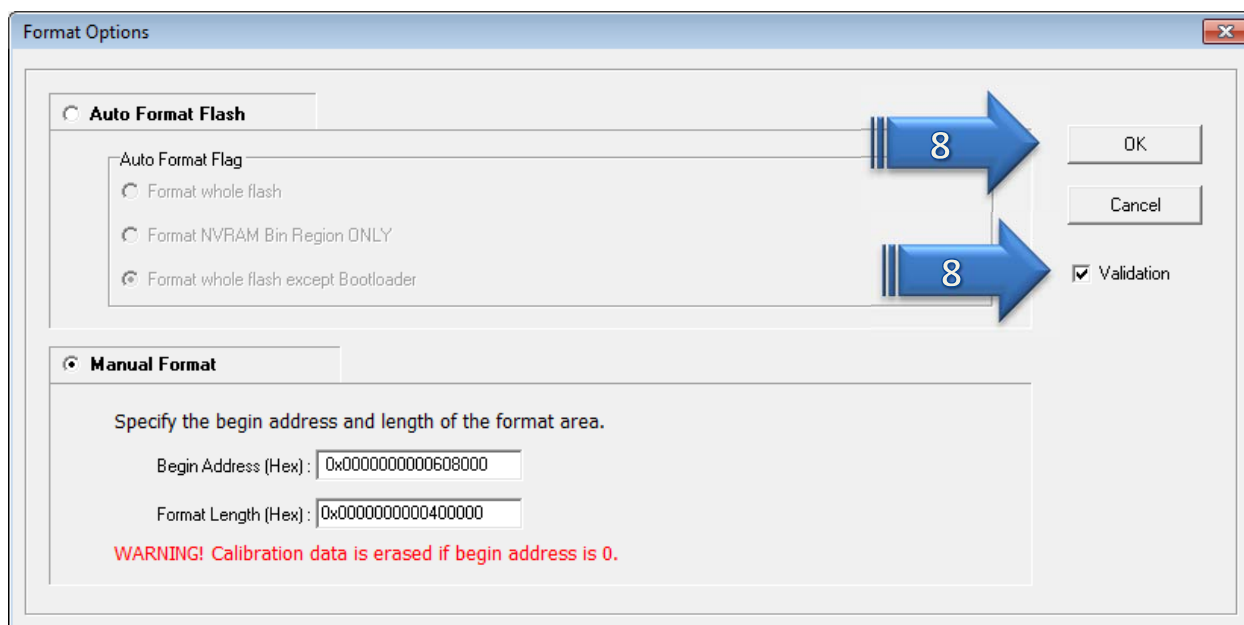 Format Options
Auto Format Flash
8
OK
Auto Format Flag
Format whole flash
Cancel
Format NVRAM Bin Region ONLY
8
Validation
Format whole flash except Bootloader
Manual Format
Specify the begin address and length of the format area.
Begin Address (Hex) : 0x0000000000608000
Format Length (Hex) : 0x0000000000400000
WARNING! Calibration data is erased if begin address is 0.